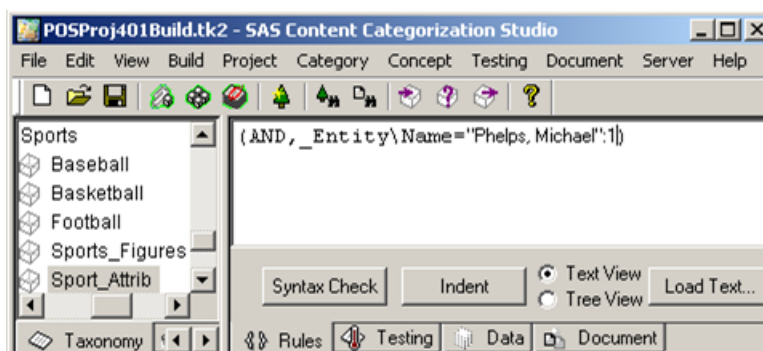 POSProj401Build.tk2 - SAS Content Categorization Studio
File Edit View Build Project Category Concept Testing Document Server Help
Sports
Baseball
Basketball
Football
Sports_Figures
Sport_Attrib
(AND,_Entity\Name="Phelps, Michael":1)
Syntax Check
Indent
Text View
Tree View
Load Text...
Taxonomy
Rules
Testing
Data
Document